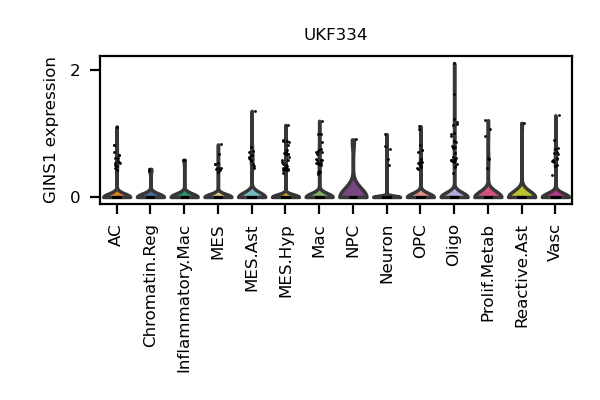 UKF334
GINS1 expression
2
0
AC
Chromatin.Reg
Inflammatory.Mac
MES
MES.Ast
MES.Hyp
Mac
NPC
Neuron
OPC
Oligo
Prolif.Metab
Reactive.Ast
Vasc